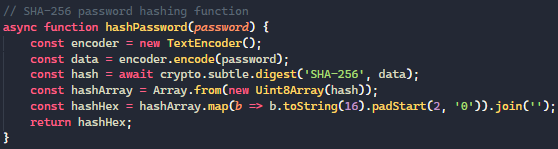 // SHA-256 password hashing function
async function hashPassword(password) {
    const encoder = new TextEncoder();
    const data = encoder.encode(password);
    const hash = await crypto.subtle.digest('SHA-256', data);
    const hashArray = Array.from(new Uint8Array(hash));
    const hashHex = hashArray.map(b => b.toString(16).padStart(2, '0')).join('');
    return hashHex;
}